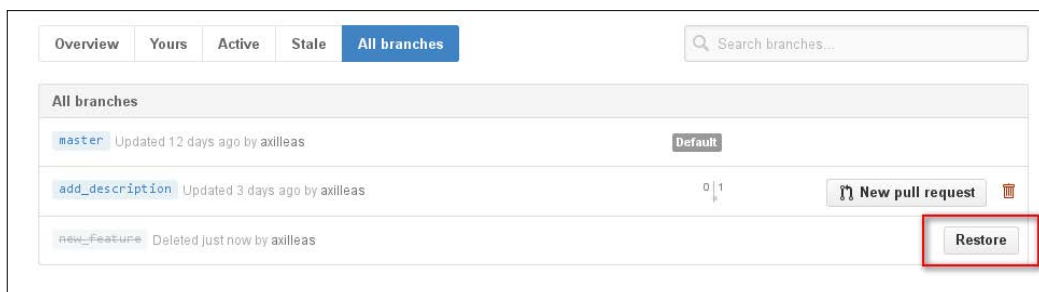 Overview Yours Active Stale All branches Search branches...
All branches
master Updated 12 days ago by axilleas Default
add_description Updated 3 days ago by axilleas 0 1 New pull request
new_feature Deleted just now by axilleas Restore